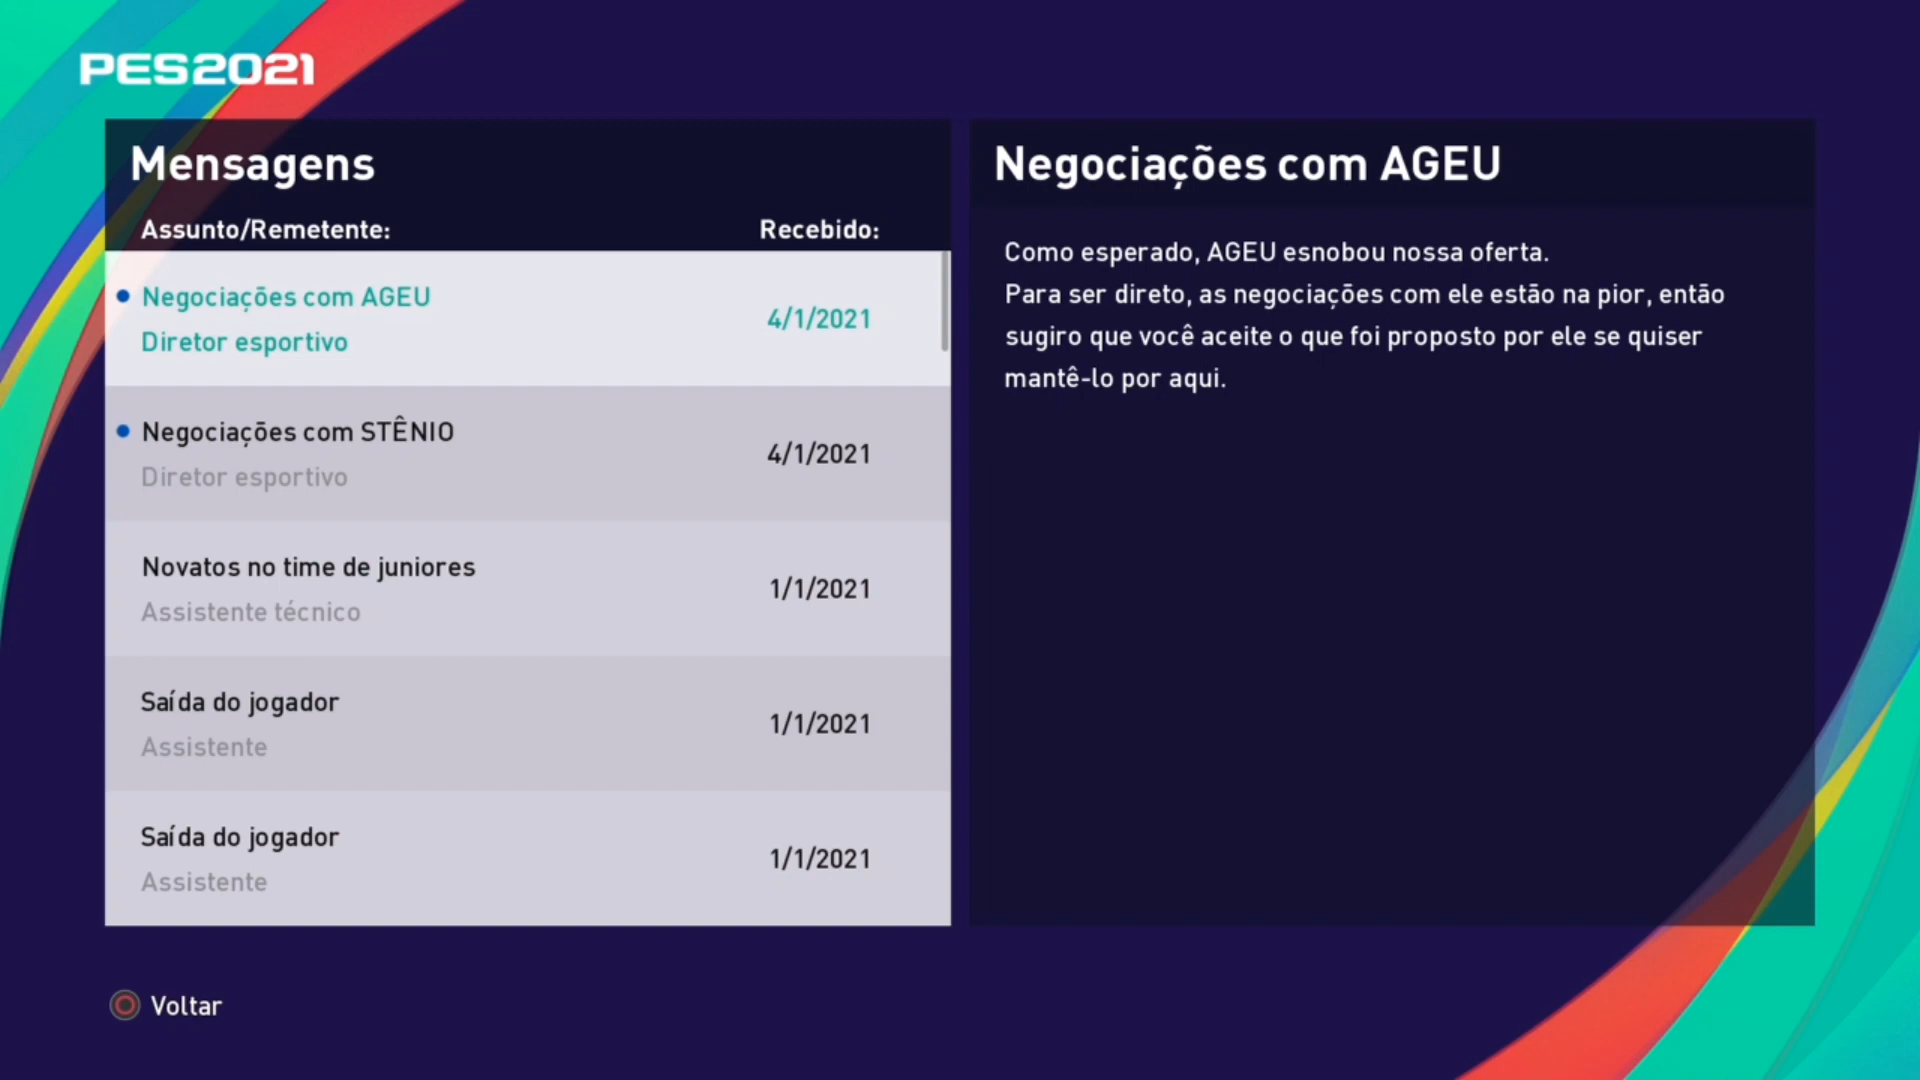 PES2021
Mensagens
Assunto/Remetente: Recebido:
Negociações com AGEU
Diretor esportivo
4/1/2021
Negociações com STÊNIO
Diretor esportivo
4/1/2021
Novatos no time de juniores
Assistente técnico
1/1/2021
Saída do jogador
Assistente
1/1/2021
Saída do jogador
Assistente
1/1/2021
Negociações com AGEU
Como esperado, AGEU esnobou nossa oferta.
Para ser direto, as negociações com ele estão na pior, então
sugiro que você aceite o que foi proposto por ele se quiser
mantê-lo por aqui.
Voltar